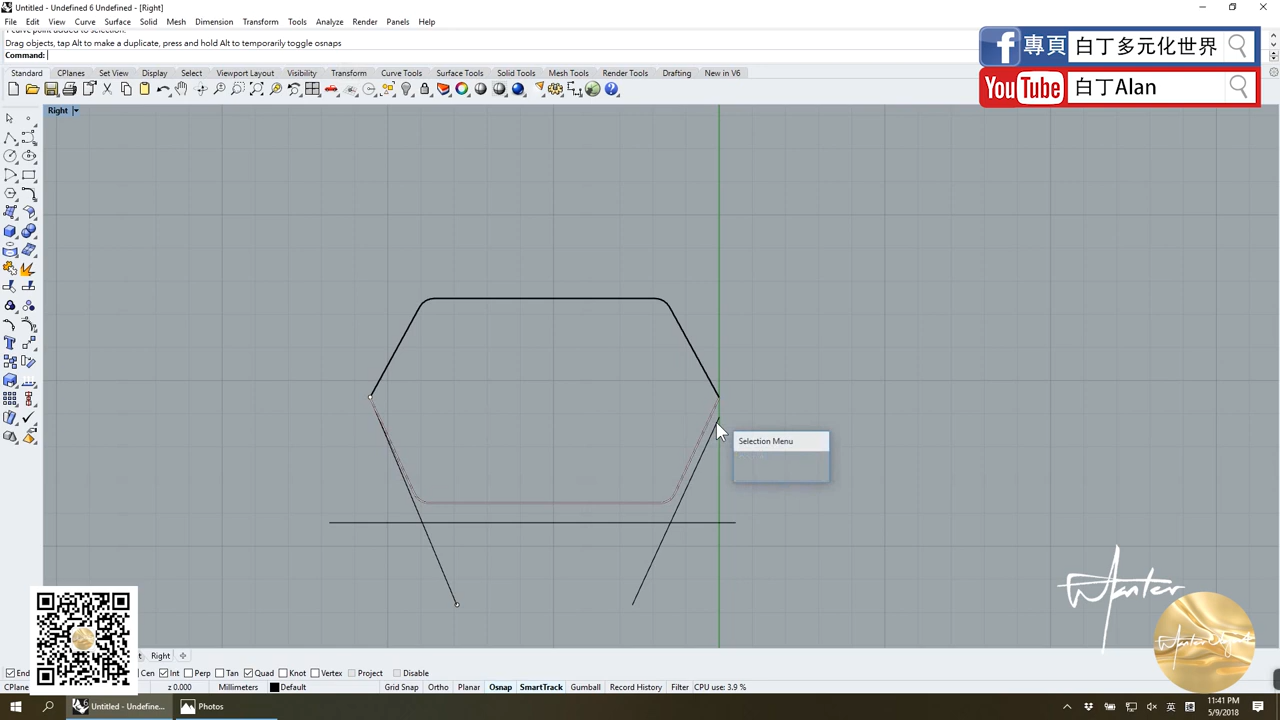 Untitled - Undefined 6 Undefined - [Right]
File Edit View Curve Surface Solid Mesh Dimension Transform Tools Analyze Render Panels Help
Drag objects, tap Alt to make a duplicate, press and hold Alt to temporarily toggle osnaps
Command:
專頁 白丁多元化世界
YouTube 白丁Alan
Standard CPlanes Set View Display Select Viewport Layout Visibility Transform Curve Tools Surface Tools Solid Tools Mesh Tools Render Tools Drafting New in V6
Right
Selection Menu
Right
End Cen Int Perp Tan Quad Knot Vertex Project Disable
CPlane z 0.000 Millimeters Default Grid Snap Ortho Planar Osnap SmartTrack Gumball Record History Filter CPU use: 3.9 %
Untitled - Undefine... Photos
英
11:41 PM
5/9/2018